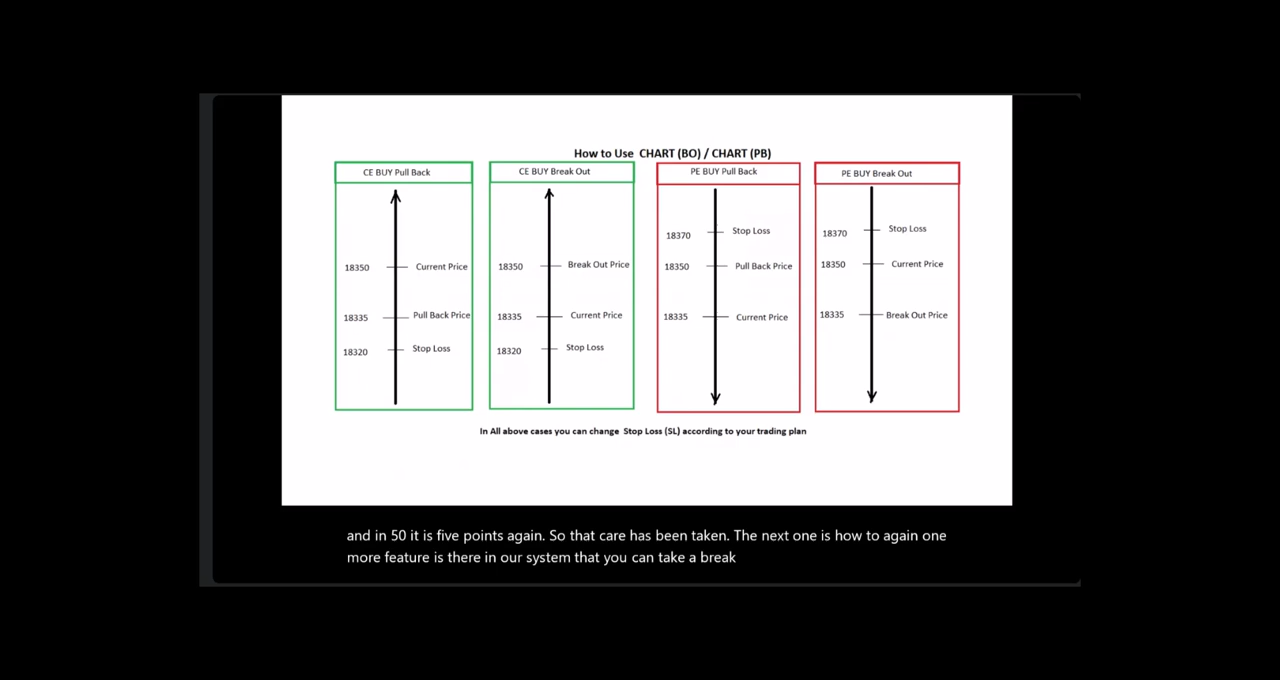 How to Use CHART (BO) / CHART (PB)
CE BUY Pull Back
18350 Current Price
18335 Pull Back Price
18320 Stop Loss
CE BUY Break Out
18350 Break Out Price
18335 Current Price
18320 Stop Loss
PE BUY Pull Back
18370 Stop Loss
18350 Pull Back Price
18335 Current Price
PE BUY Break Out
18370 Stop Loss
18350 Current Price
18335 Break Out Price
In All above cases you can change Stop Loss (SL) according to your trading plan
and in 50 it is five points again. So that care has been taken. The next one is how to again one
more feature is there in our system that you can take a break